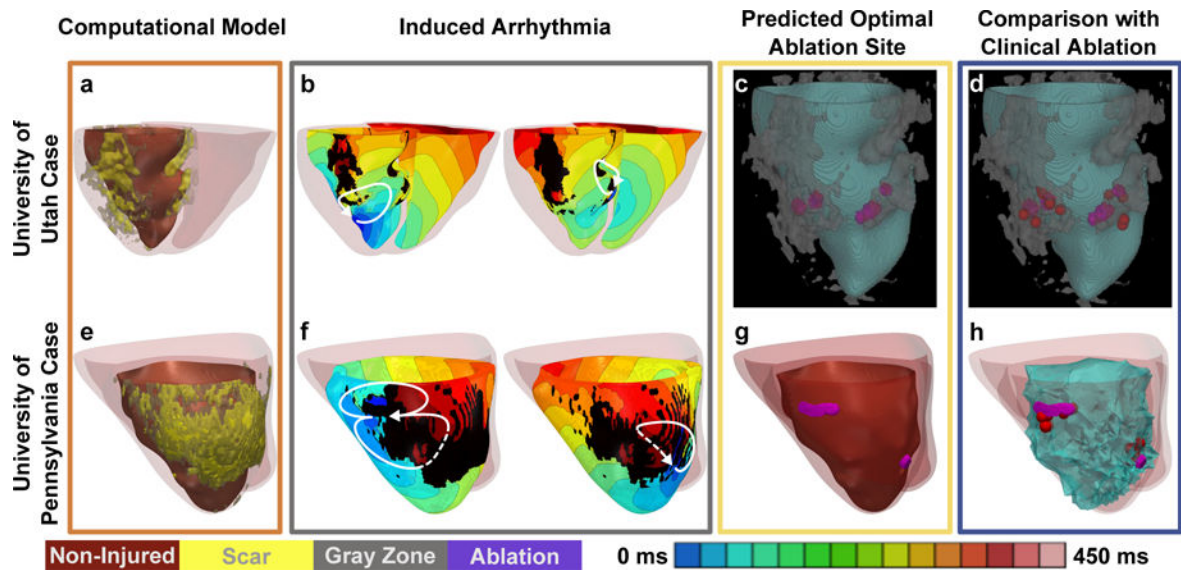 Computational Model
Induced Arrhythmia
Predicted Optimal
Ablation Site
Comparison with
Clinical Ablation
University of
Utah Case
a
b
c
d
University of
Pennsylvania Case
e
f
g
h
Non-Injured
Scar
Gray Zone
Ablation
0 ms
450 ms